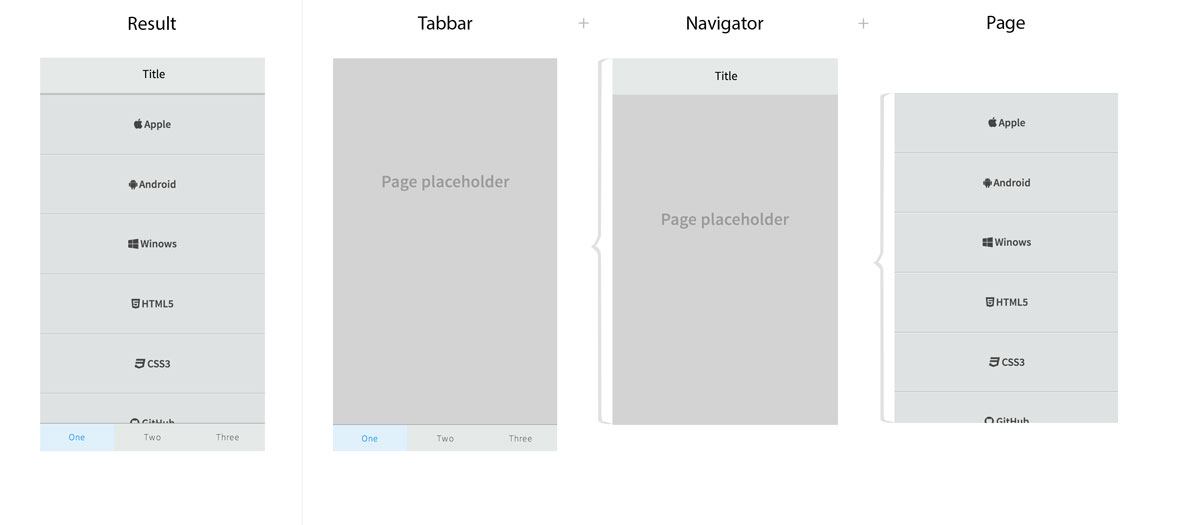 Result
Title
Apple
Android
Winows
HTML5
CSS3
GitHub
One Two Three
Tabbar
Page placeholder
One Two Three
+
Navigator
Title
Page placeholder
+
Page
Apple
Android
Winows
HTML5
CSS3
GitHub